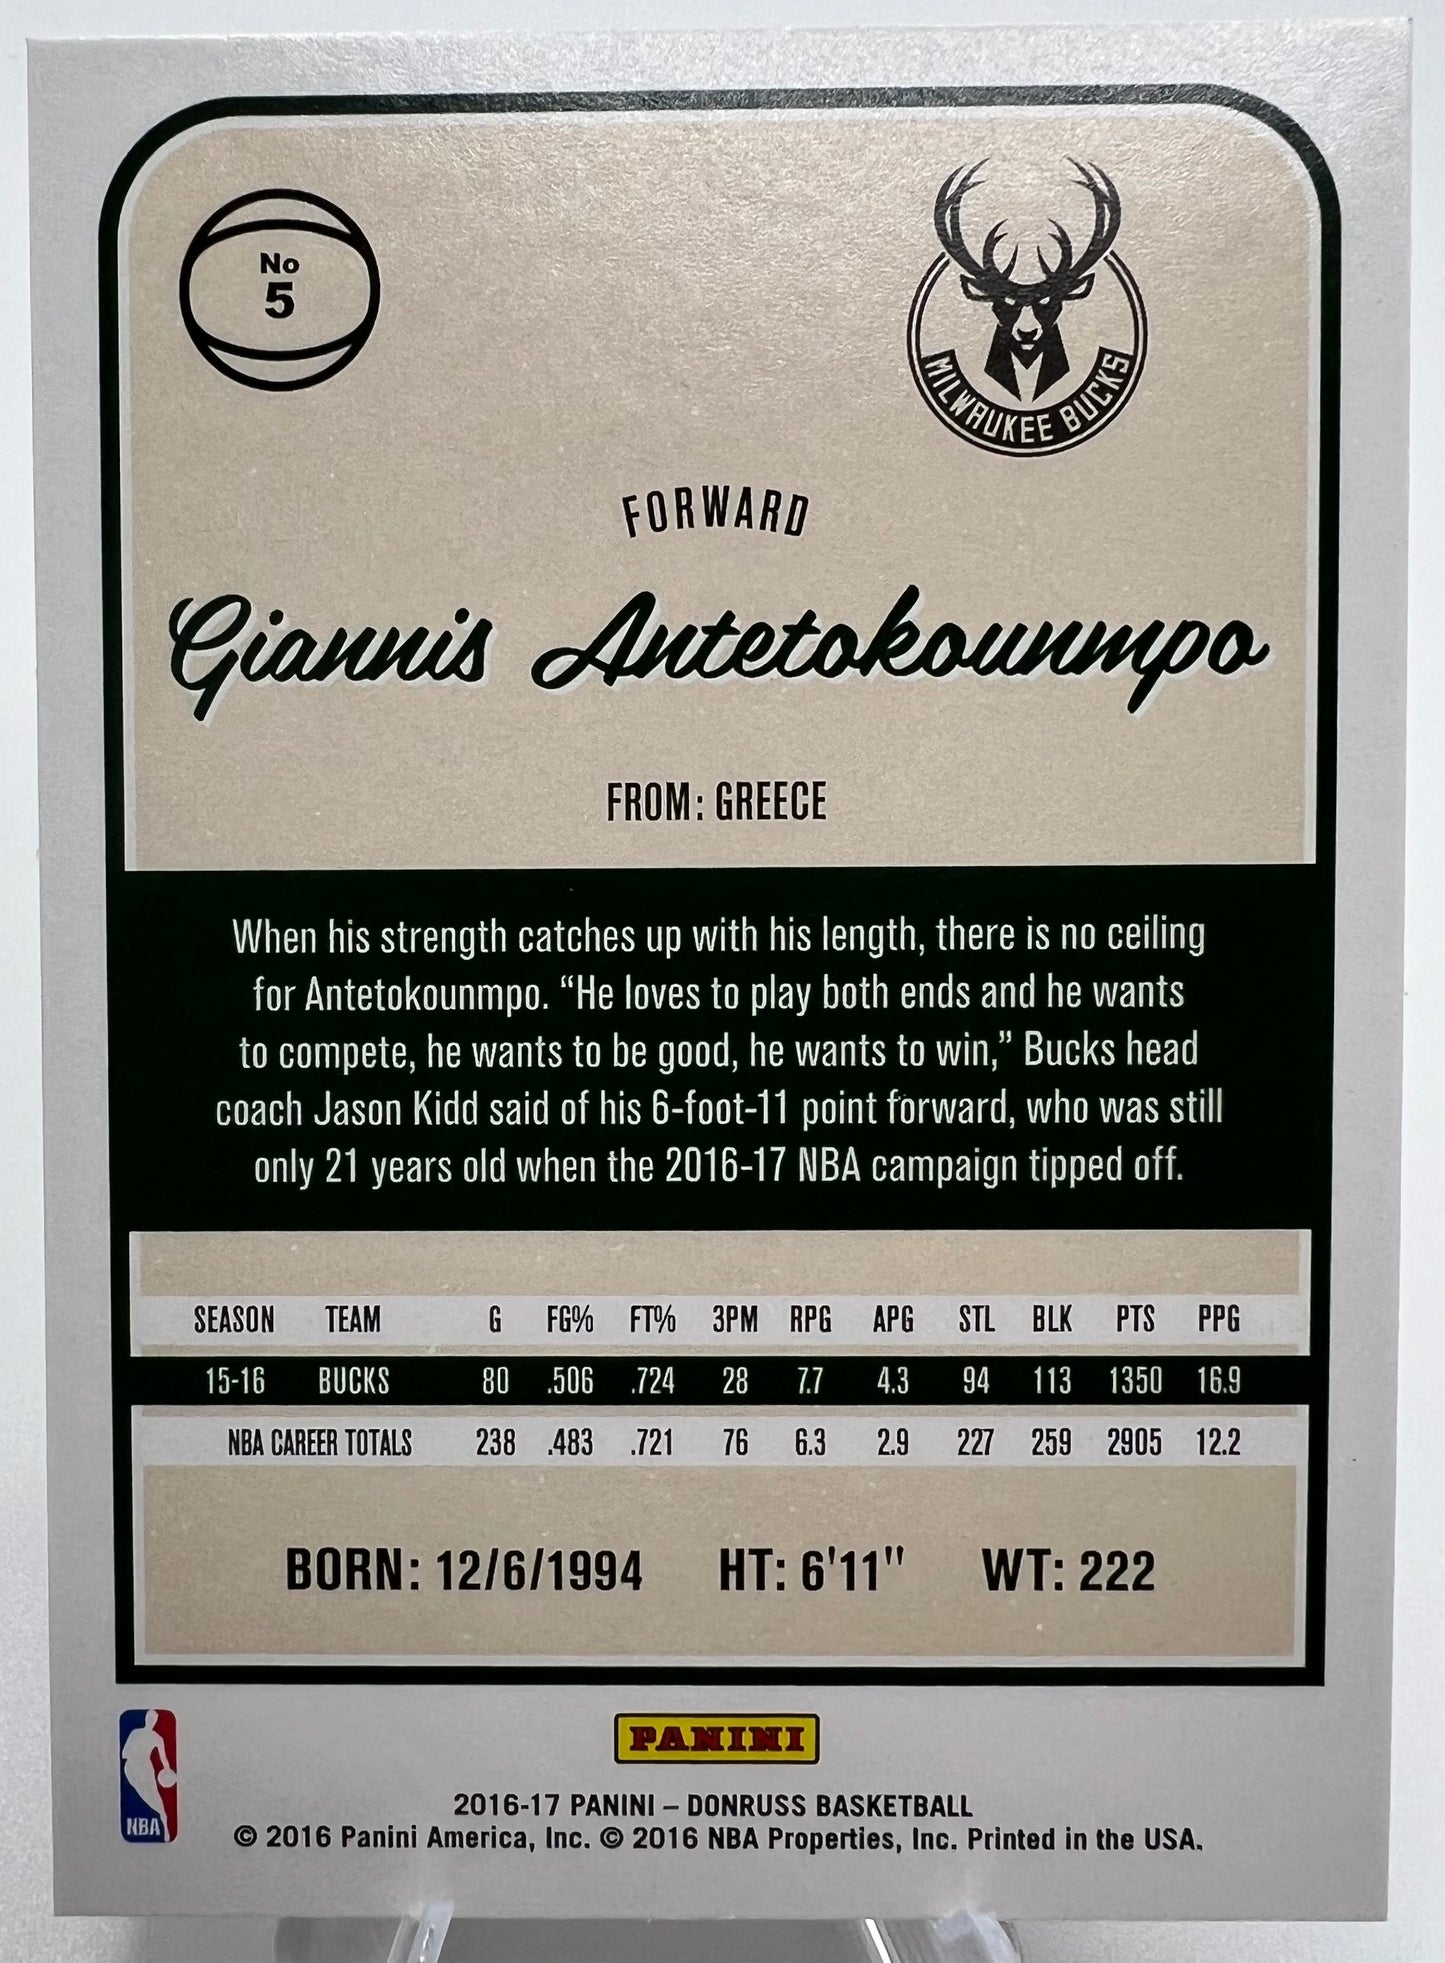 No
5
MILWAUKEE BUCKS
FORWARD
Giannis Antetokounmpo
FROM: GREECE
When his strength catches up with his length, there is no ceiling
for Antetokounmpo. “He loves to play both ends and he wants
to compete, he wants to be good, he wants to win,” Bucks head
coach Jason Kidd said of his 6-foot-11 point forward, who was still
only 21 years old when the 2016-17 NBA campaign tipped off.
SEASON TEAM G FG% FT% 3PM RPG APG STL BLK PTS PPG
15-16 BUCKS 80 .506 .724 28 7.7 4.3 94 113 1350 16.9
NBA CAREER TOTALS 238 .483 .721 76 6.3 2.9 227 259 2905 12.2
BORN: 12/6/1994 HT: 6'11" WT: 222
NBA
PANINI
2016-17 PANINI – DONRUSS BASKETBALL
© 2016 Panini America, Inc. © 2016 NBA Properties, Inc. Printed in the USA.